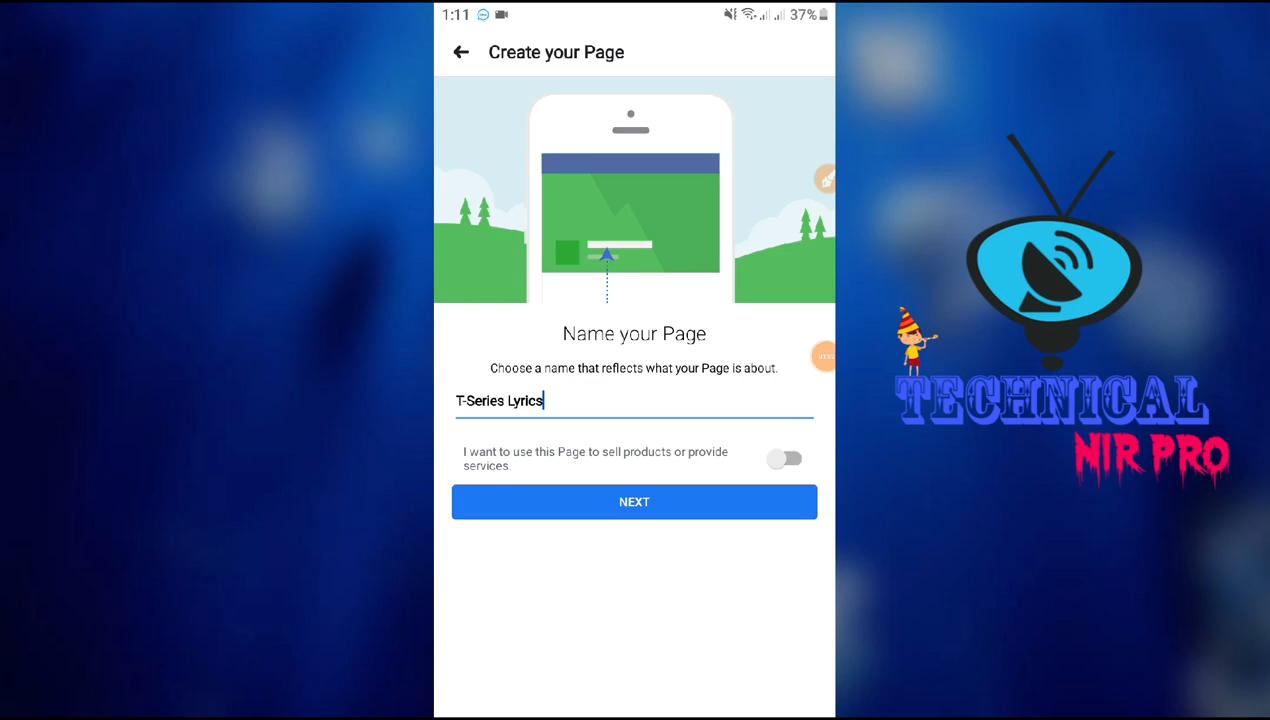 1:11
37%
Create your Page
Name your Page
Choose a name that reflects what your Page is about.
T-Series Lyrics
I want to use this Page to sell products or provide
services.
NEXT
TECHNICAL
NIR PRO